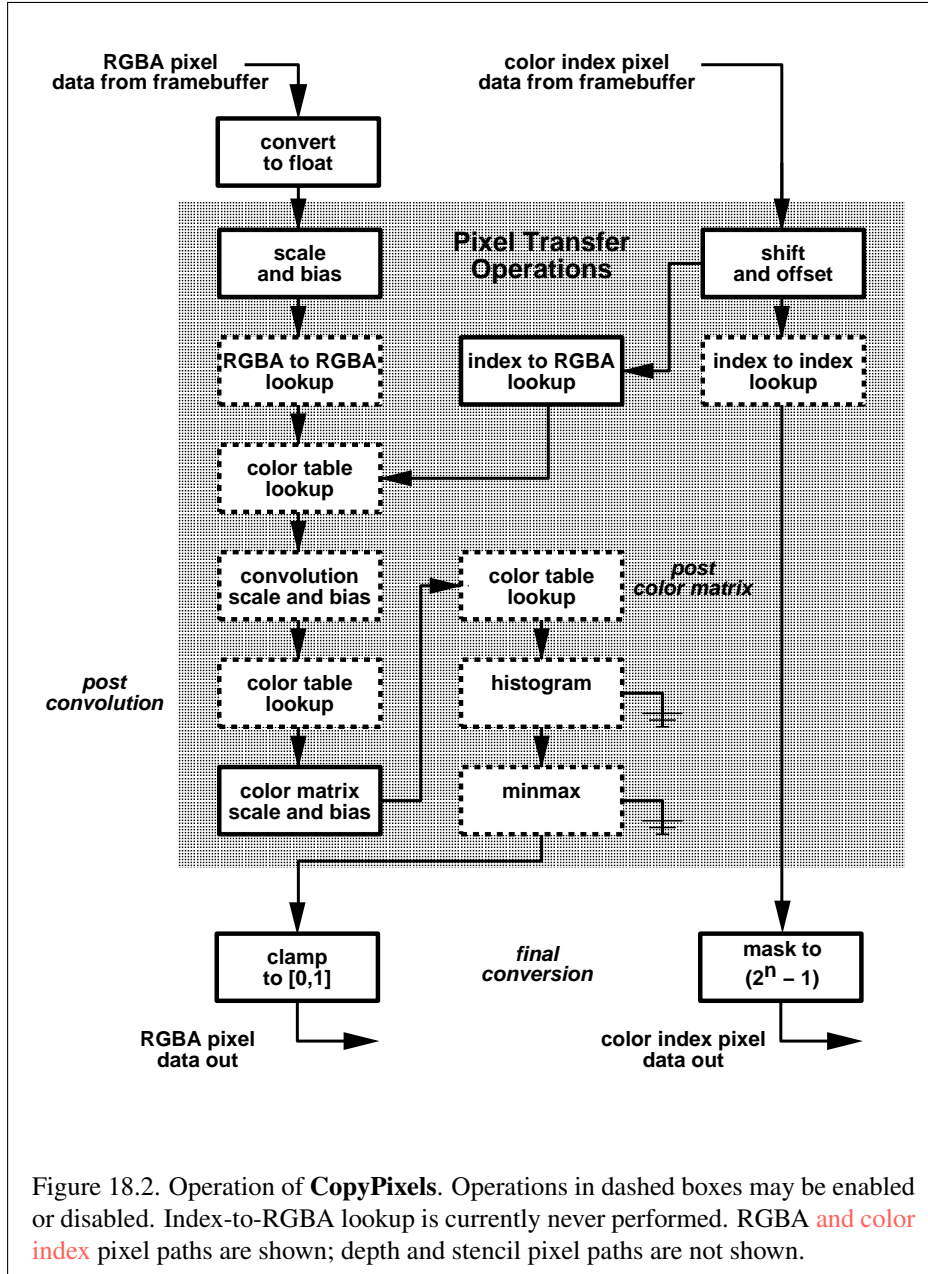 RGBA pixel
data from framebuffer
color index pixel
data from framebuffer
convert
to float
Pixel Transfer
Operations
scale
and bias
shift
and offset
RGBA to RGBA
lookup
index to RGBA
lookup
index to index
lookup
color table
lookup
convolution
scale and bias
color table
lookup
post
color matrix
post
convolution
color table
lookup
histogram
color matrix
scale and bias
minmax
clamp
to [0,1]
final
conversion
mask to
(2^n − 1)
RGBA pixel
data out
color index pixel
data out
Figure 18.2. Operation of CopyPixels. Operations in dashed boxes may be enabled
or disabled. Index-to-RGBA lookup is currently never performed. RGBA and color
index pixel paths are shown; depth and stencil pixel paths are not shown.